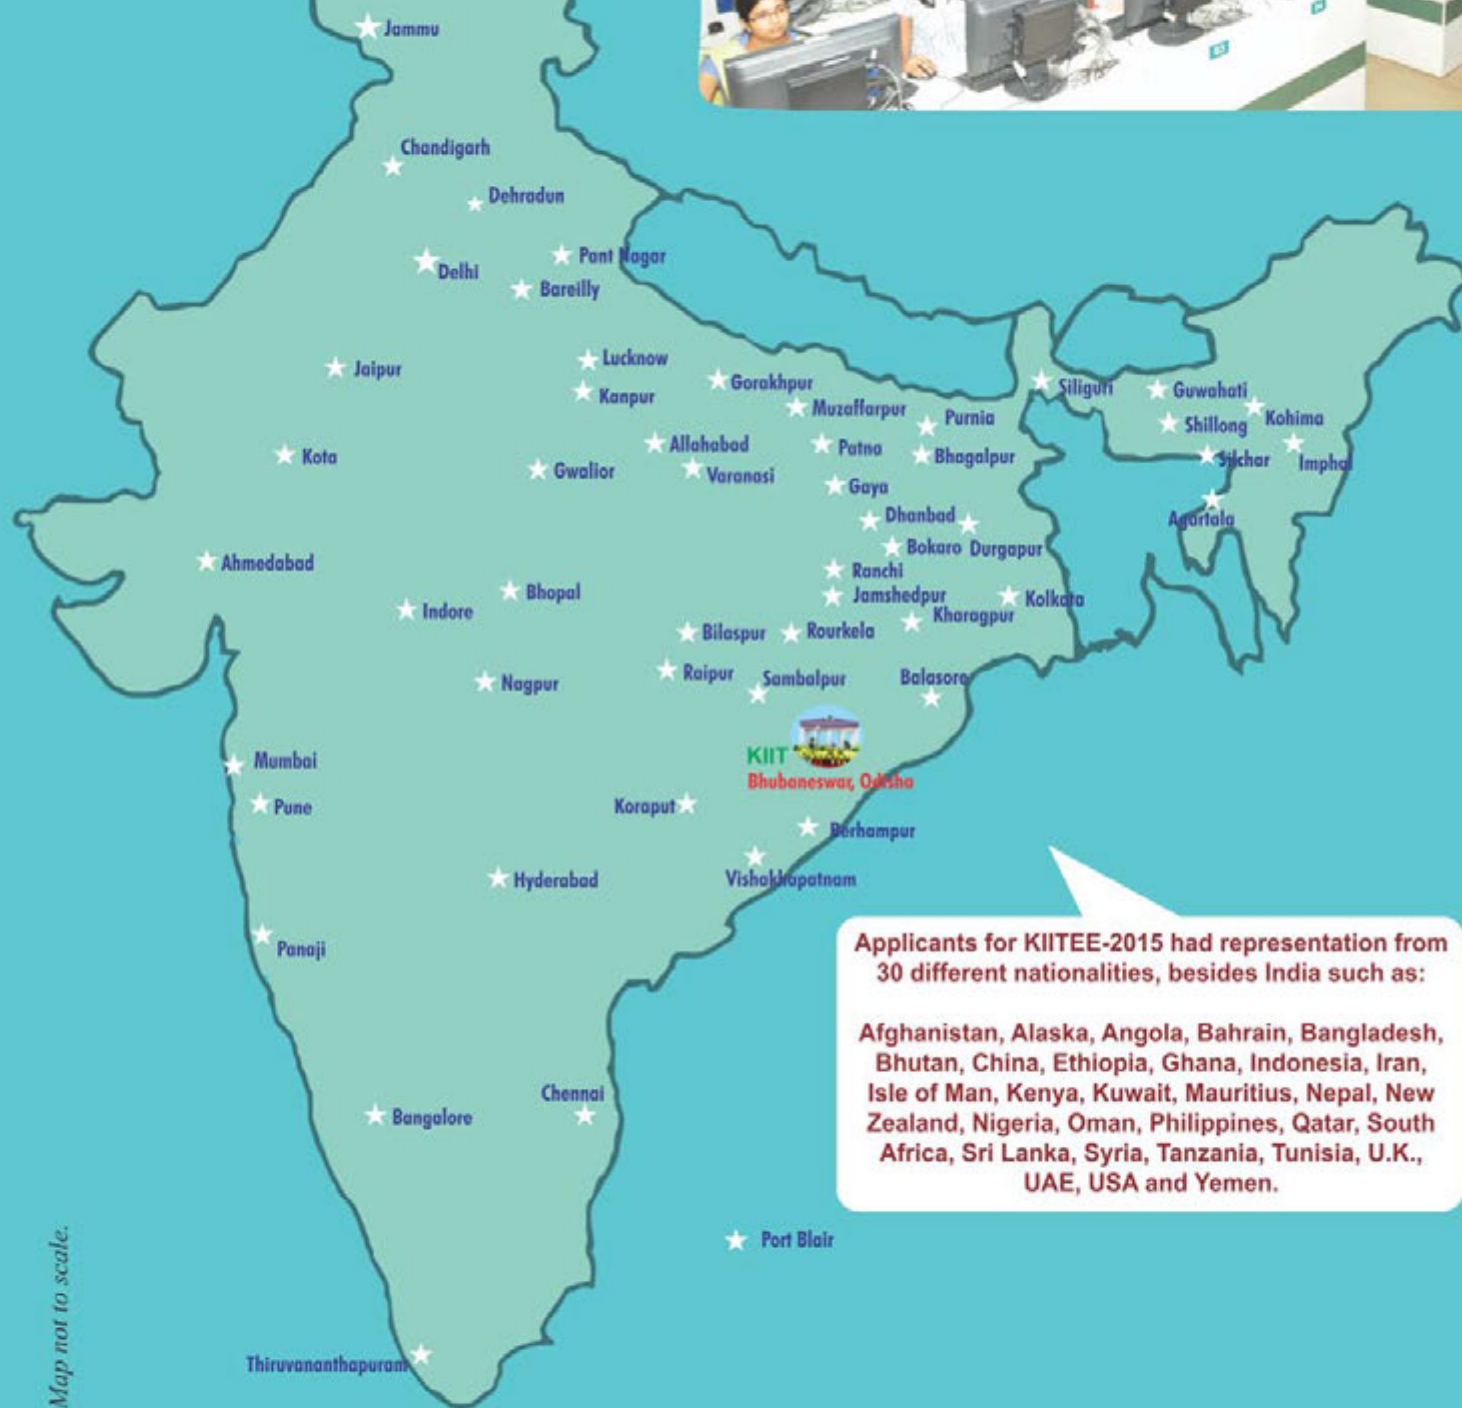 Jammu
Chandigarh
Dehradun
Pant Nagar
Delhi
Bareilly
Lucknow
Jaipur
Gorakhpur
Siliguri
Guwahati
Kanpur
Muzaffarpur
Purnia
Kohima
Shillong
Allahabad
Patna
Bhagalpur
Kota
Gwalior
Varanasi
Silchar
Imphal
Gaya
Dhanbad
Agartala
Bokaro
Durgapur
Ahmedabad
Ranchi
Bhopal
Jamshedpur
Kolkata
Indore
Kharagpur
Bilaspur
Rourkela
Raipur
Sambalpur
Balasore
Nagpur
KIIT
Mumbai
Bhubaneswar, Odisha
Pune
Koraput
Berhampur
Hyderabad
Vishakhapatnam
Panaji
Applicants for KIITEE-2015 had representation from
30 different nationalities, besides India such as:
Afghanistan, Alaska, Angola, Bahrain, Bangladesh,
Bhutan, China, Ethiopia, Ghana, Indonesia, Iran,
Isle of Man, Kenya, Kuwait, Mauritius, Nepal, New
Zealand, Nigeria, Oman, Philippines, Qatar, South
Africa, Sri Lanka, Syria, Tanzania, Tunisia, U.K.,
UAE, USA and Yemen.
Chennai
Bangalore
Port Blair
Thiruvananthapuram
Map not to scale.